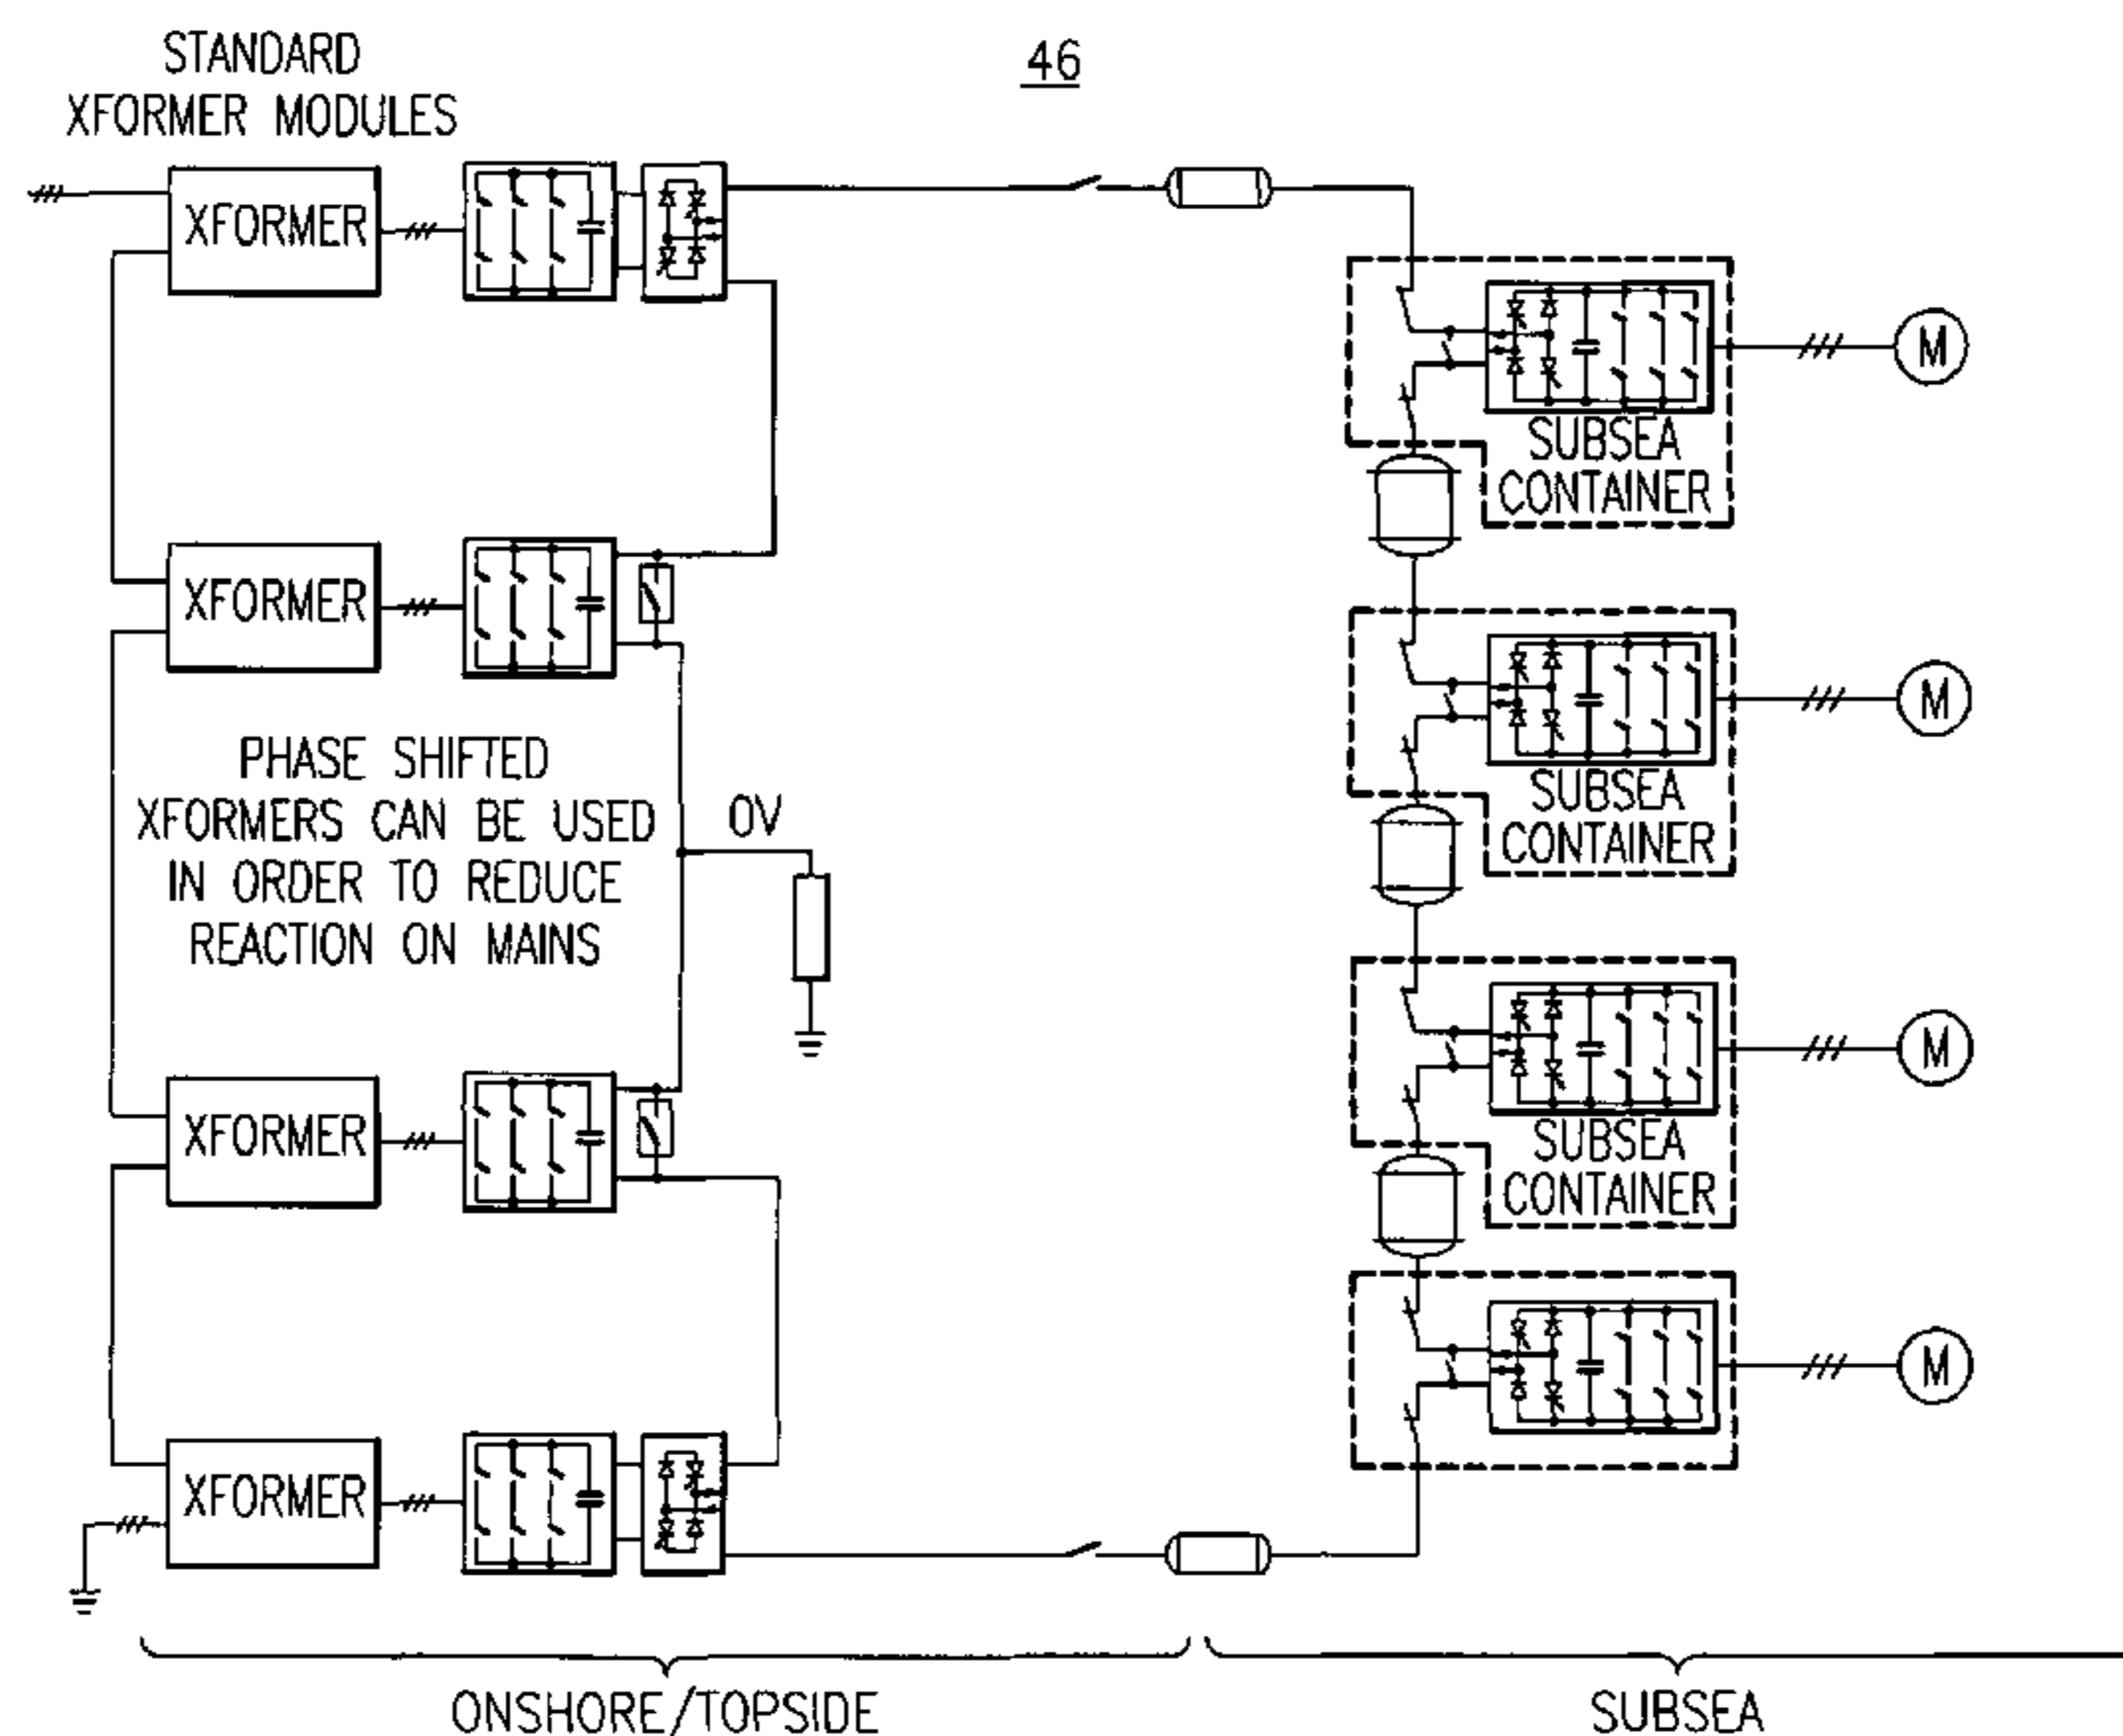 STANDARD
XFORMER MODULES
46
XFORMER
M
SUBSEA
CONTAINER
XFORMER
M
PHASE SHIFTED
XFORMERS CAN BE USED
IN ORDER TO REDUCE
REACTION ON MAINS
0V
SUBSEA
CONTAINER
XFORMER
M
SUBSEA
CONTAINER
XFORMER
M
ONSHORE/TOPSIDE
SUBSEA